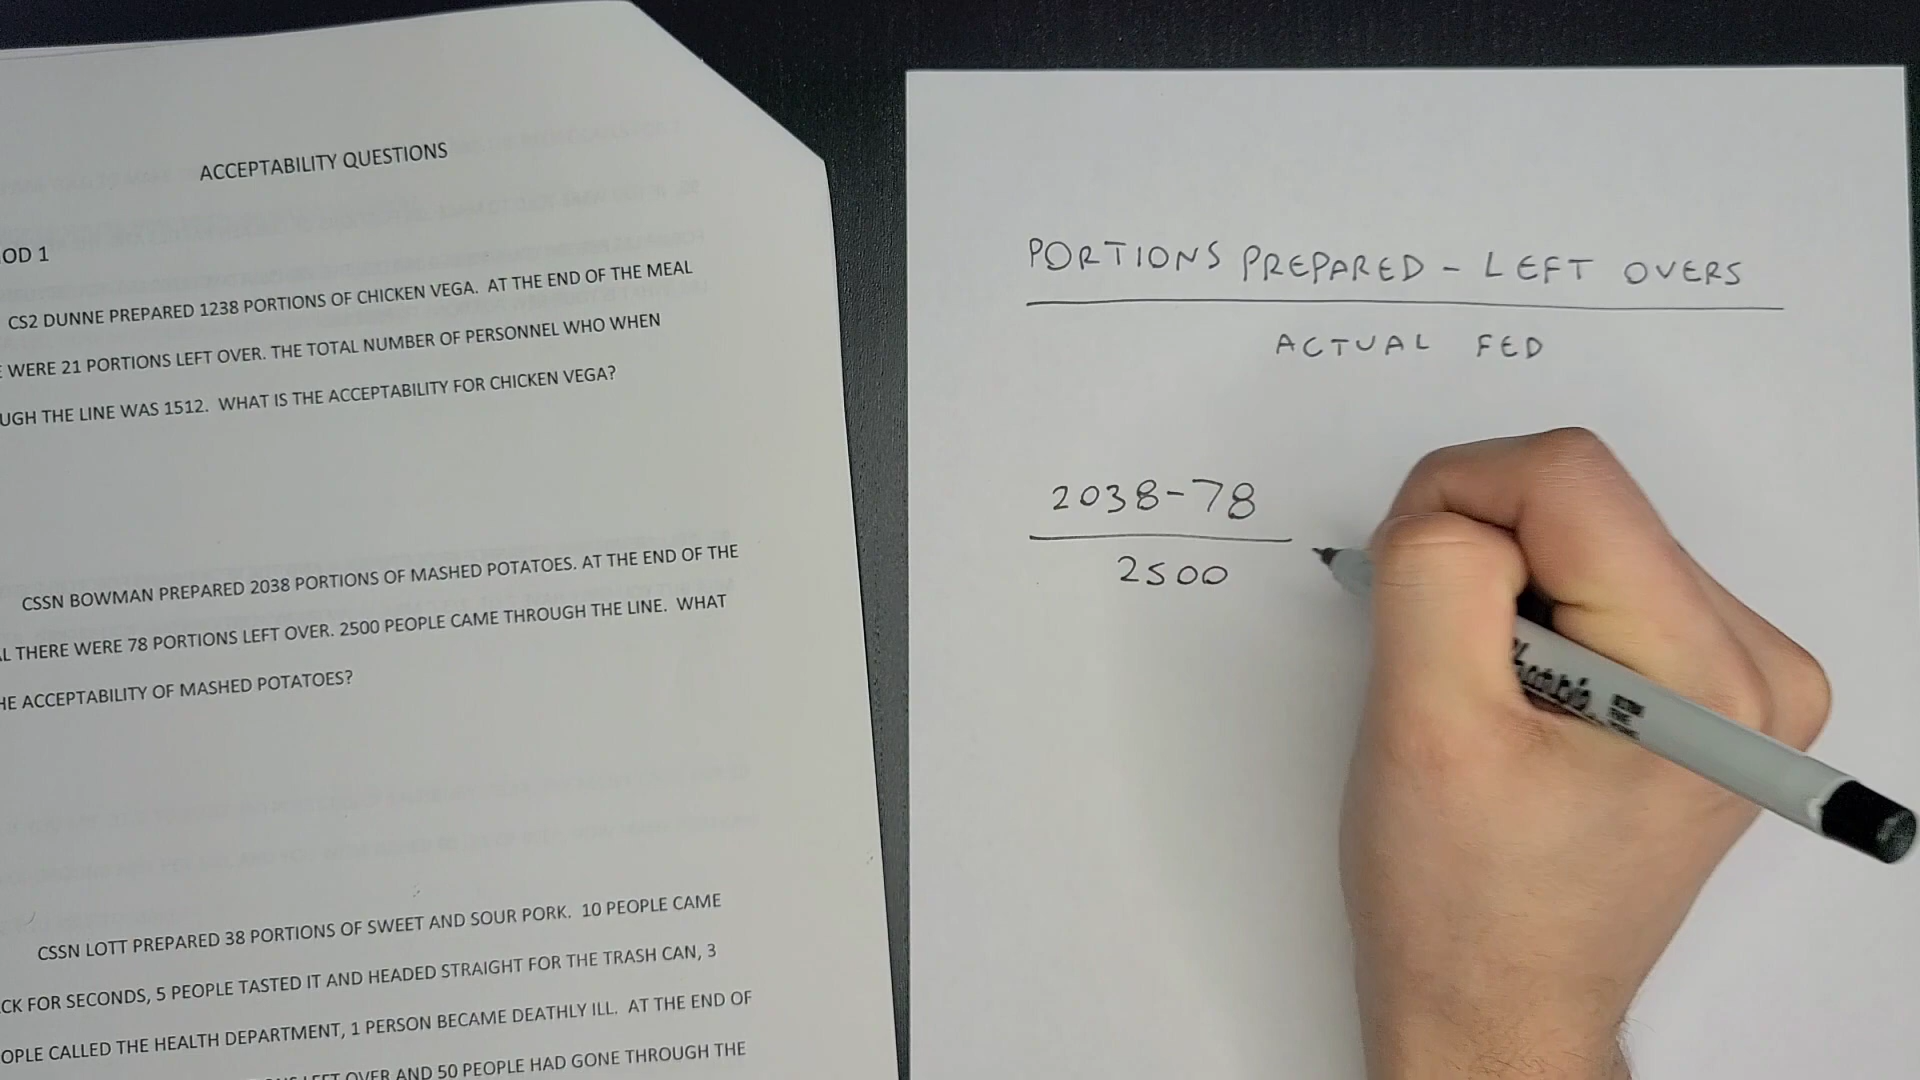 ACCEPTABILITY QUESTIONS
OD 1
CS2 DUNNE PREPARED 1238 PORTIONS OF CHICKEN VEGA. AT THE END OF THE MEAL
WERE 21 PORTIONS LEFT OVER. THE TOTAL NUMBER OF PERSONNEL WHO WHEN
UGH THE LINE WAS 1512. WHAT IS THE ACCEPTABILITY FOR CHICKEN VEGA?
CSSN BOWMAN PREPARED 2038 PORTIONS OF MASHED POTATOES. AT THE END OF THE
L THERE WERE 78 PORTIONS LEFT OVER. 2500 PEOPLE CAME THROUGH THE LINE. WHAT
HE ACCEPTABILITY OF MASHED POTATOES?
CSSN LOTT PREPARED 38 PORTIONS OF SWEET AND SOUR PORK. 10 PEOPLE CAME
CK FOR SECONDS, 5 PEOPLE TASTED IT AND HEADED STRAIGHT FOR THE TRASH CAN, 3
OPLE CALLED THE HEALTH DEPARTMENT, 1 PERSON BECAME DEATHLY ILL. AT THE END OF
LEFT OVER AND 50 PEOPLE HAD GONE THROUGH THE
PORTIONS PREPARED - LEFT OVERS
ACTUAL FED
2038-78
2500
Sharpie